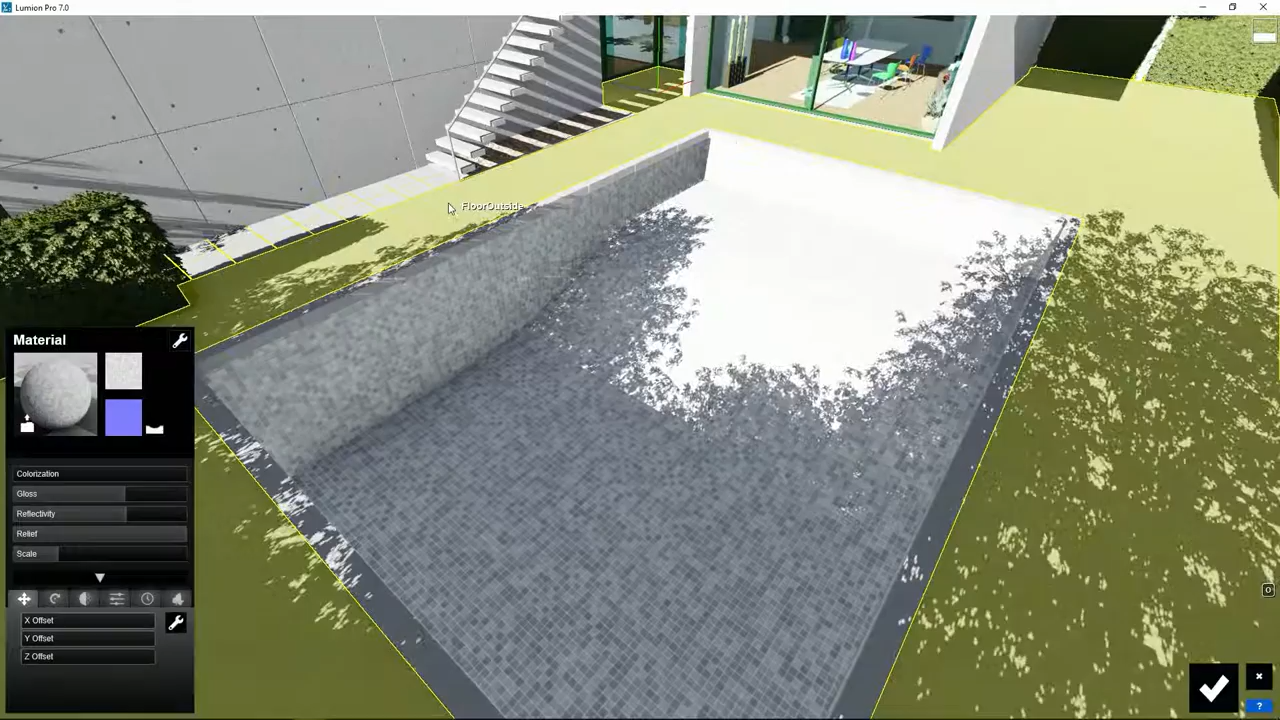 Lumion Pro 7.0
FloorOutside
Material
Colorization
Gloss
Reflectivity
Relief
Scale
X Offset
Y Offset
Z Offset
O
?